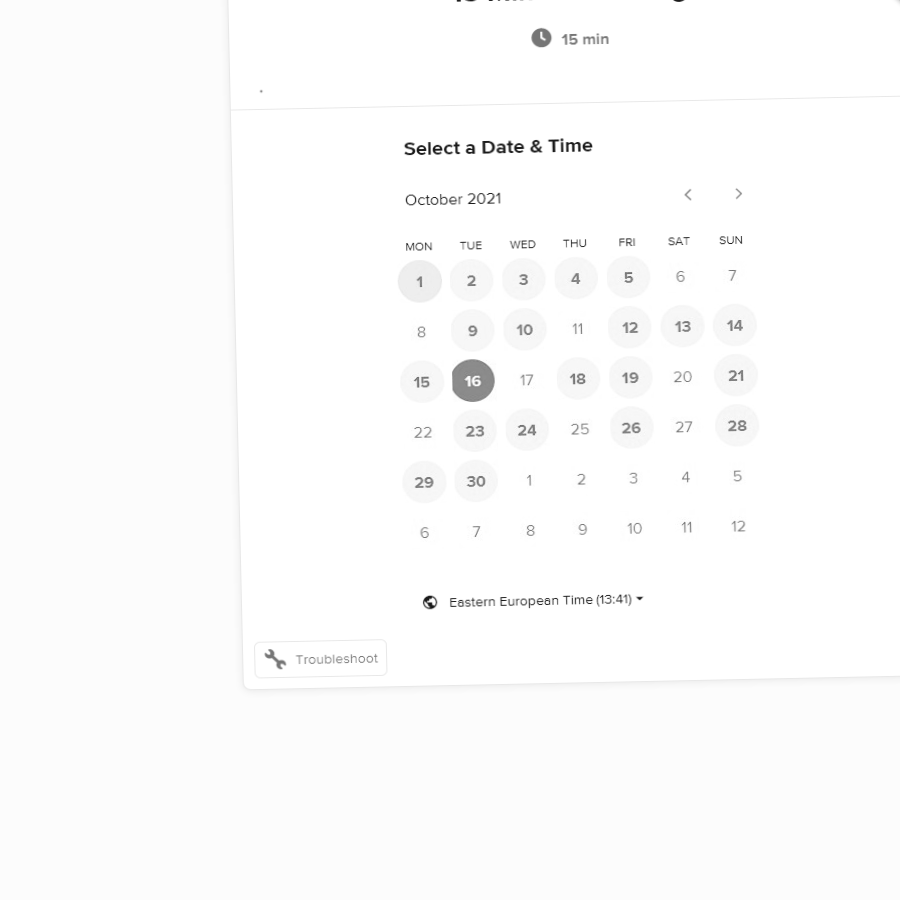 15 min
Select a Date & Time
October 2021
MON TUE WED THU FRI SAT SUN
1 2 3 4 5 6 7
8 9 10 11 12 13 14
15 16 17 18 19 20 21
22 23 24 25 26 27 28
29 30 1 2 3 4 5
6 7 8 9 10 11 12
Eastern European Time (13:41)
Troubleshoot